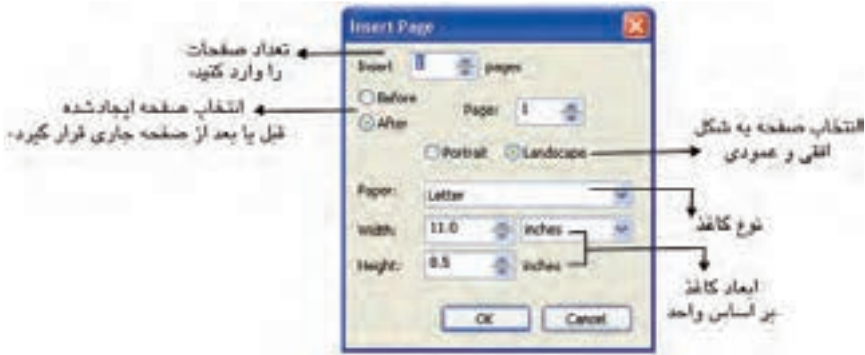 Insert Page
تعداد صفحات
را وارد کنید.
Insert 1 pages
Before
After
Page: 1
انتخاب صفحه ایجادشده
قبل یا بعد از صفحه جاری قرار گیرد.
Portrait Landscape
انتخاب صفحه به شکل
افقی و عمودی
Paper: Letter
نوع کاغذ
Width: 11.0 inches
Height: 8.5 inches
ابعاد کاغذ
بر اساس واحد
OK Cancel